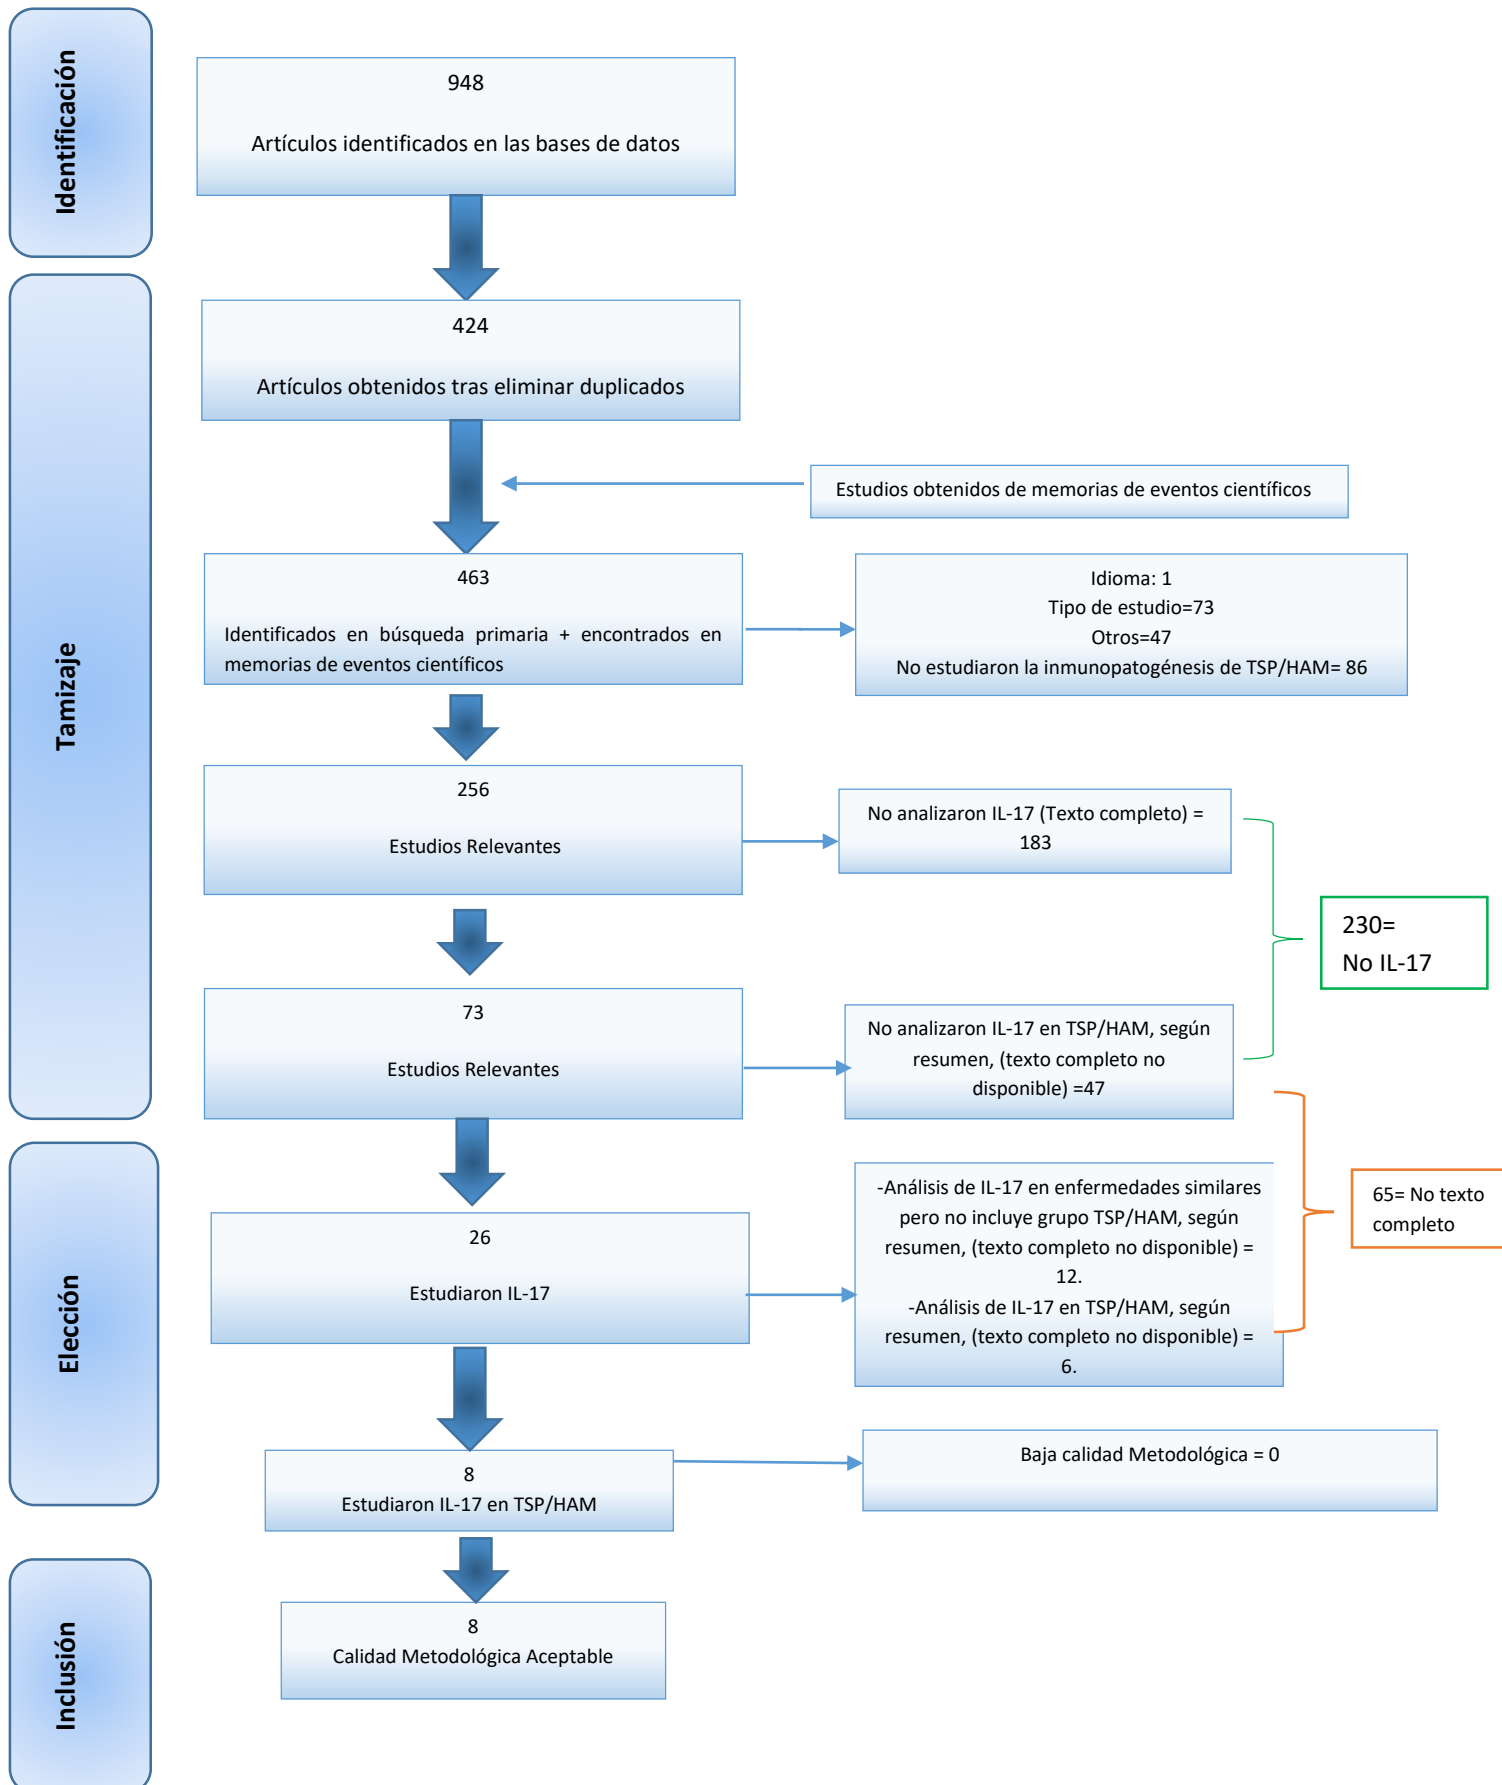 Identificación
948
Artículos identificados en las bases de datos
Tamizaje
424
Artículos obtenidos tras eliminar duplicados
Estudios obtenidos de memorias de eventos científicos
463
Identificados en búsqueda primaria + encontrados en
memorias de eventos científicos
Idioma: 1
Tipo de estudio=73
Otros=47
No estudiaron la inmunopatogénesis de TSP/HAM= 86
256
Estudios Relevantes
No analizaron IL-17 (Texto completo) =
183
230=
No IL-17
73
Estudios Relevantes
No analizaron IL-17 en TSP/HAM, según
resumen, (texto completo no
disponible) =47
Elección
26
Estudiaron IL-17
-Análisis de IL-17 en enfermedades similares
pero no incluye grupo TSP/HAM, según
resumen, (texto completo no disponible) =
12.
-Análisis de IL-17 en TSP/HAM, según
resumen, (texto completo no disponible) =
6.
65= No texto
completo
8
Estudiaron IL-17 en TSP/HAM
Baja calidad Metodológica = 0
Inclusión
8
Calidad Metodológica Aceptable